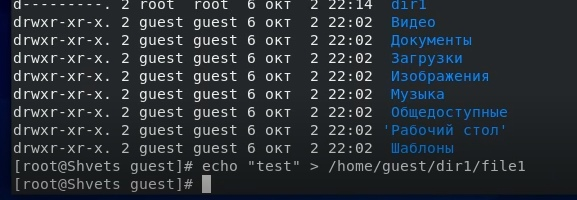 d---------. 2 root  root  6 окт  2 22:14  dir1
drwxr-xr-x. 2 guest guest 6 окт  2 22:02  Видео
drwxr-xr-x. 2 guest guest 6 окт  2 22:02  Документы
drwxr-xr-x. 2 guest guest 6 окт  2 22:02  Загрузки
drwxr-xr-x. 2 guest guest 6 окт  2 22:02  Изображения
drwxr-xr-x. 2 guest guest 6 окт  2 22:02  Музыка
drwxr-xr-x. 2 guest guest 6 окт  2 22:02  Общедоступные
drwxr-xr-x. 2 guest guest 6 окт  2 22:02 'Рабочий стол'
drwxr-xr-x. 2 guest guest 6 окт  2 22:02  Шаблоны
[root@Shvets guest]# echo "test" > /home/guest/dir1/file1
[root@Shvets guest]#